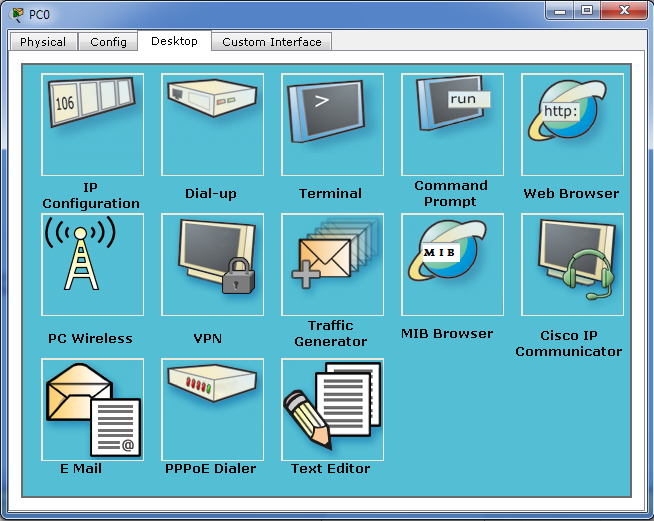 PC0
Physical Config Desktop Custom Interface
106
>
run
http:
IP
Configuration
Dial-up
Terminal
Command
Prompt
Web Browser
MIB
PC Wireless
VPN
Traffic
Generator
MIB Browser
Cisco IP
Communicator
@
E Mail
PPPoE Dialer
Text Editor